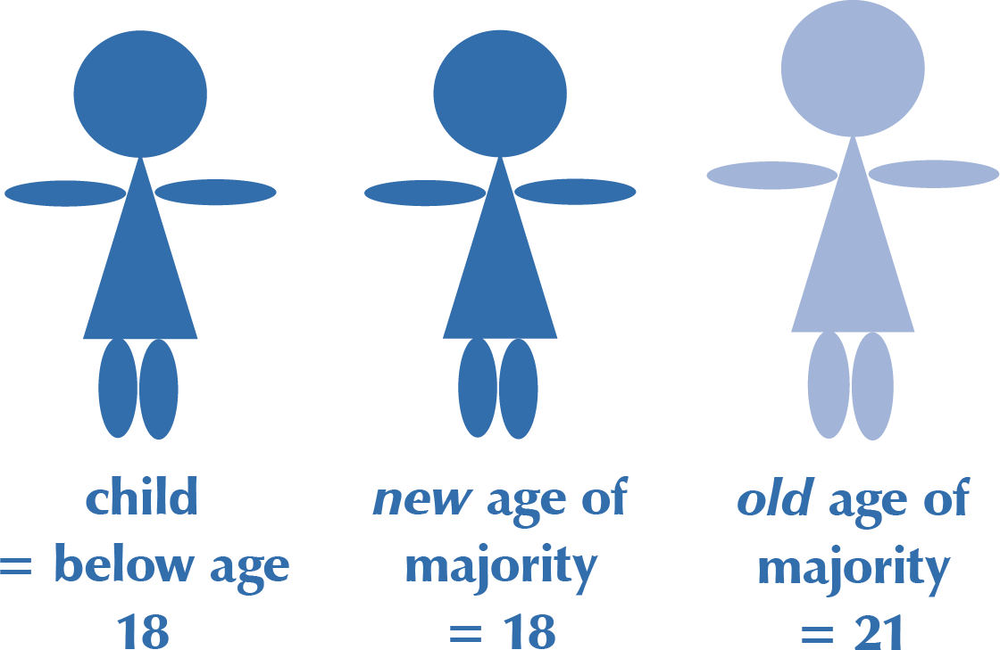 child
= below age
18
new age of
majority
= 18
old age of
majority
= 21